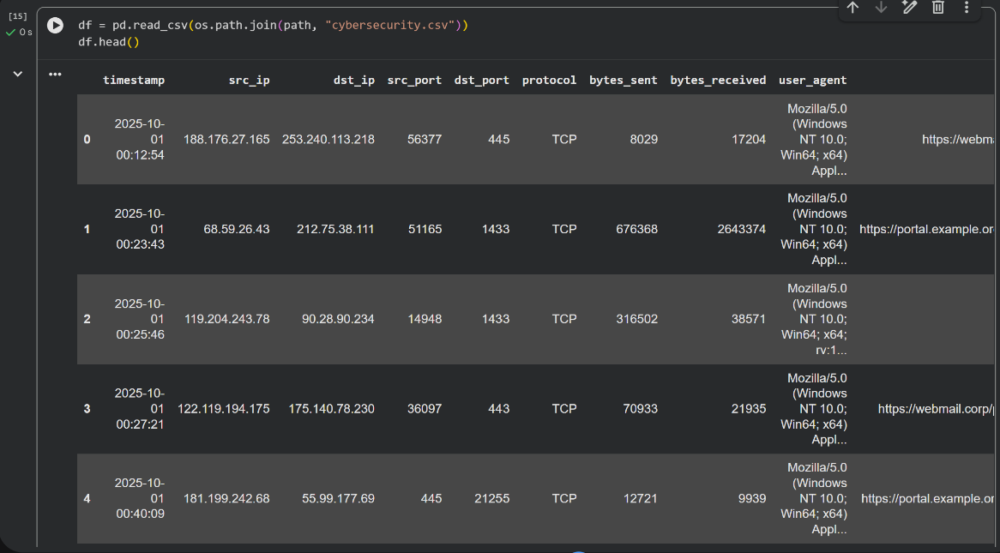 [15]
0 s
df = pd.read_csv(os.path.join(path, "cybersecurity.csv"))
df.head()
timestamp src_ip dst_ip src_port dst_port protocol bytes_sent bytes_received user_agent
0 2025-10-01 00:12:54 188.176.27.165 253.240.113.218 56377 445 TCP 8029 17204 Mozilla/5.0 (Windows NT 10.0; Win64; x64) Appl... https://webm
1 2025-10-01 00:23:43 68.59.26.43 212.75.38.111 51165 1433 TCP 676368 2643374 Mozilla/5.0 (Windows NT 10.0; Win64; x64) Appl... https://portal.example.or
2 2025-10-01 00:25:46 119.204.243.78 90.28.90.234 14948 1433 TCP 316502 38571 Mozilla/5.0 (Windows NT 10.0; Win64; x64; rv:1...
3 2025-10-01 00:27:21 122.119.194.175 175.140.78.230 36097 443 TCP 70933 21935 Mozilla/5.0 (Windows NT 10.0; Win64; x64) Appl... https://webmail.corp/
4 2025-10-01 00:40:09 181.199.242.68 55.99.177.69 445 21255 TCP 12721 9939 Mozilla/5.0 (Windows NT 10.0; Win64; x64) Appl... https://portal.example.or